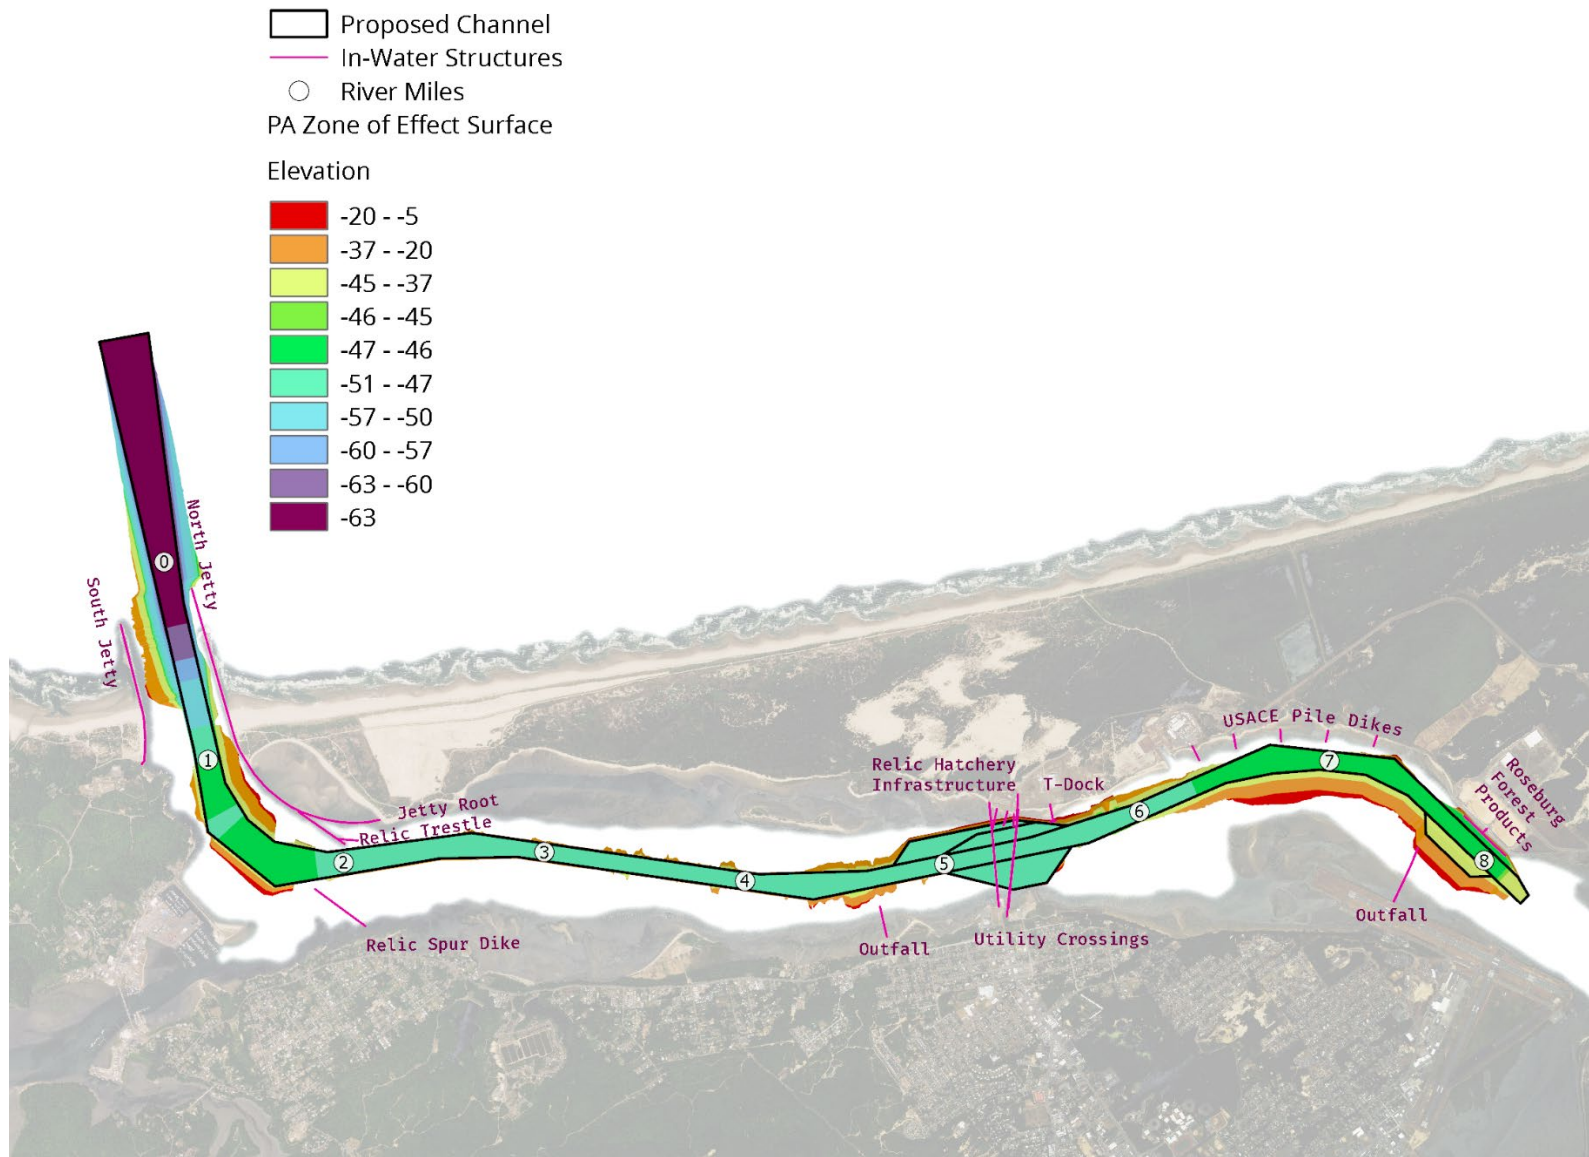 Proposed Channel
In-Water Structures
River Miles
PA Zone of Effect Surface
Elevation
-20 - -5
-37 - -20
-45 - -37
-46 - -45
-47 - -46
-51 - -47
-57 - -50
-60 - -57
-63 - -60
-63
North Jetty
0
South Jetty
1
Jetty Root
Relic Trestle
2
3
4
5
6
7
8
Relic Spur Dike
Relic Hatchery
Infrastructure
T-Dock
USACE Pile Dikes
Roseburg
Forest
Products
Outfall
Outfall
Utility Crossings